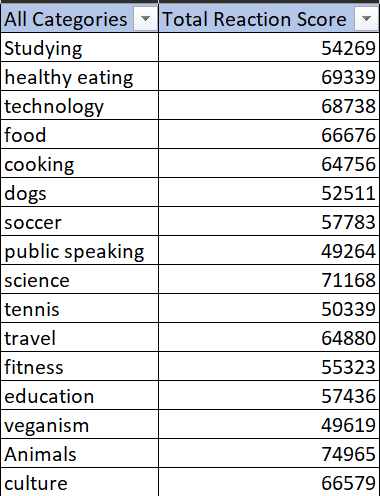 All Categories Total Reaction Score
Studying 54269
healthy eating 69339
technology 68738
food 66676
cooking 64756
dogs 52511
soccer 57783
public speaking 49264
science 71168
tennis 50339
travel 64880
fitness 55323
education 57436
veganism 49619
Animals 74965
culture 66579